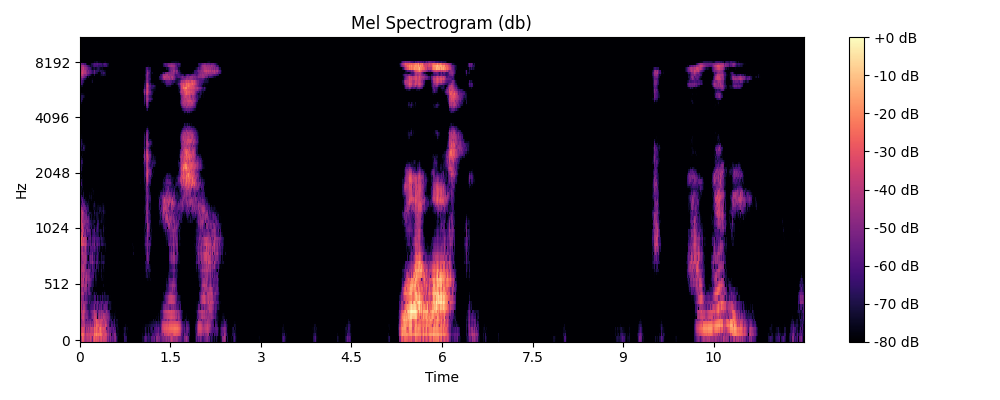 Mel Spectrogram (db)
8192
4096
2048
1024
512
0
Hz
0 1.5 3 4.5 6 7.5 9 10
Time
+0 dB
-10 dB
-20 dB
-30 dB
-40 dB
-50 dB
-60 dB
-70 dB
-80 dB